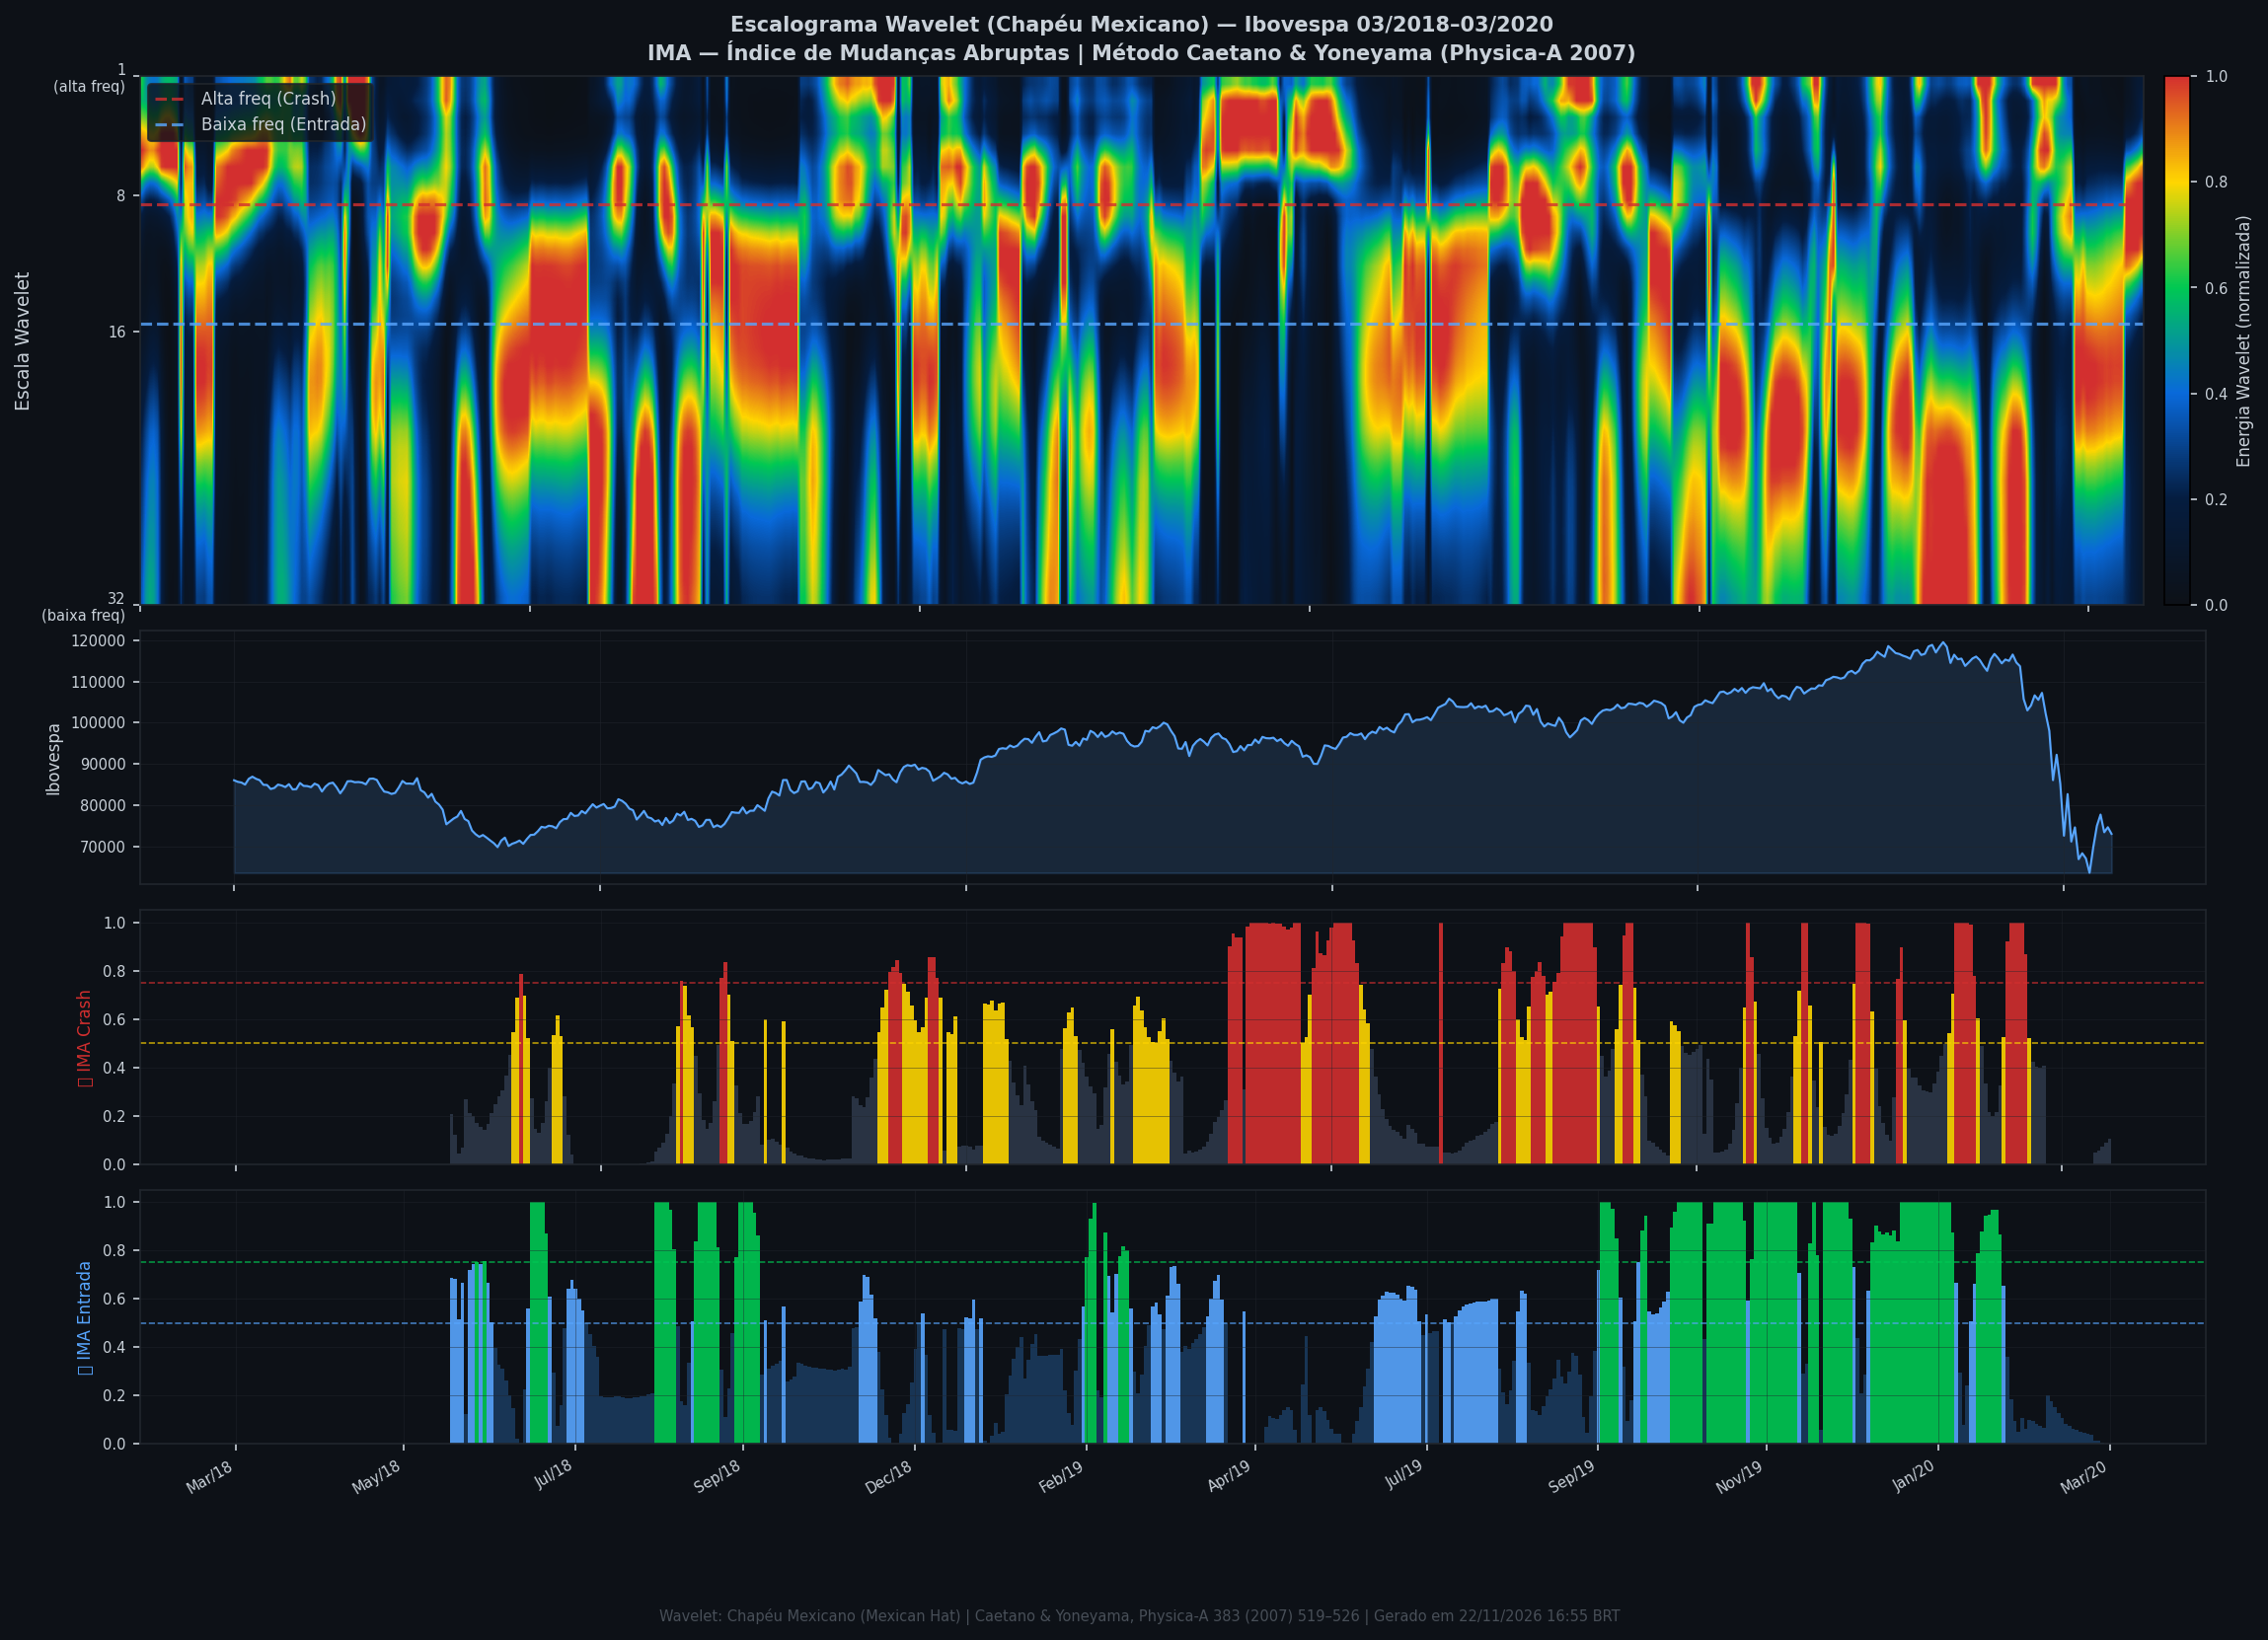 Escalograma Wavelet (Chapéu Mexicano) — Ibovespa 03/2018–03/2020
IMA — Índice de Mudanças Abruptas | Método Caetano & Yoneyama (Physica-A 2007)
1
(alta freq)
8
16
32
(baixa freq)
Escala Wavelet
Alta freq (Crash)
Baixa freq (Entrada)
1.0
0.8
0.6
0.4
0.2
0.0
Energia Wavelet (normalizada)
120000
110000
100000
90000
80000
70000
Ibovespa
1.0
0.8
0.6
0.4
0.2
0.0
IMA Crash
1.0
0.8
0.6
0.4
0.2
0.0
IMA Entrada
Mar/18
May/18
Jul/18
Sep/18
Dec/18
Feb/19
Apr/19
Jul/19
Sep/19
Nov/19
Jan/20
Mar/20
Wavelet: Chapéu Mexicano (Mexican Hat) | Caetano & Yoneyama, Physica-A 383 (2007) 519–526 | Gerado em 22/11/2026 16:55 BRT